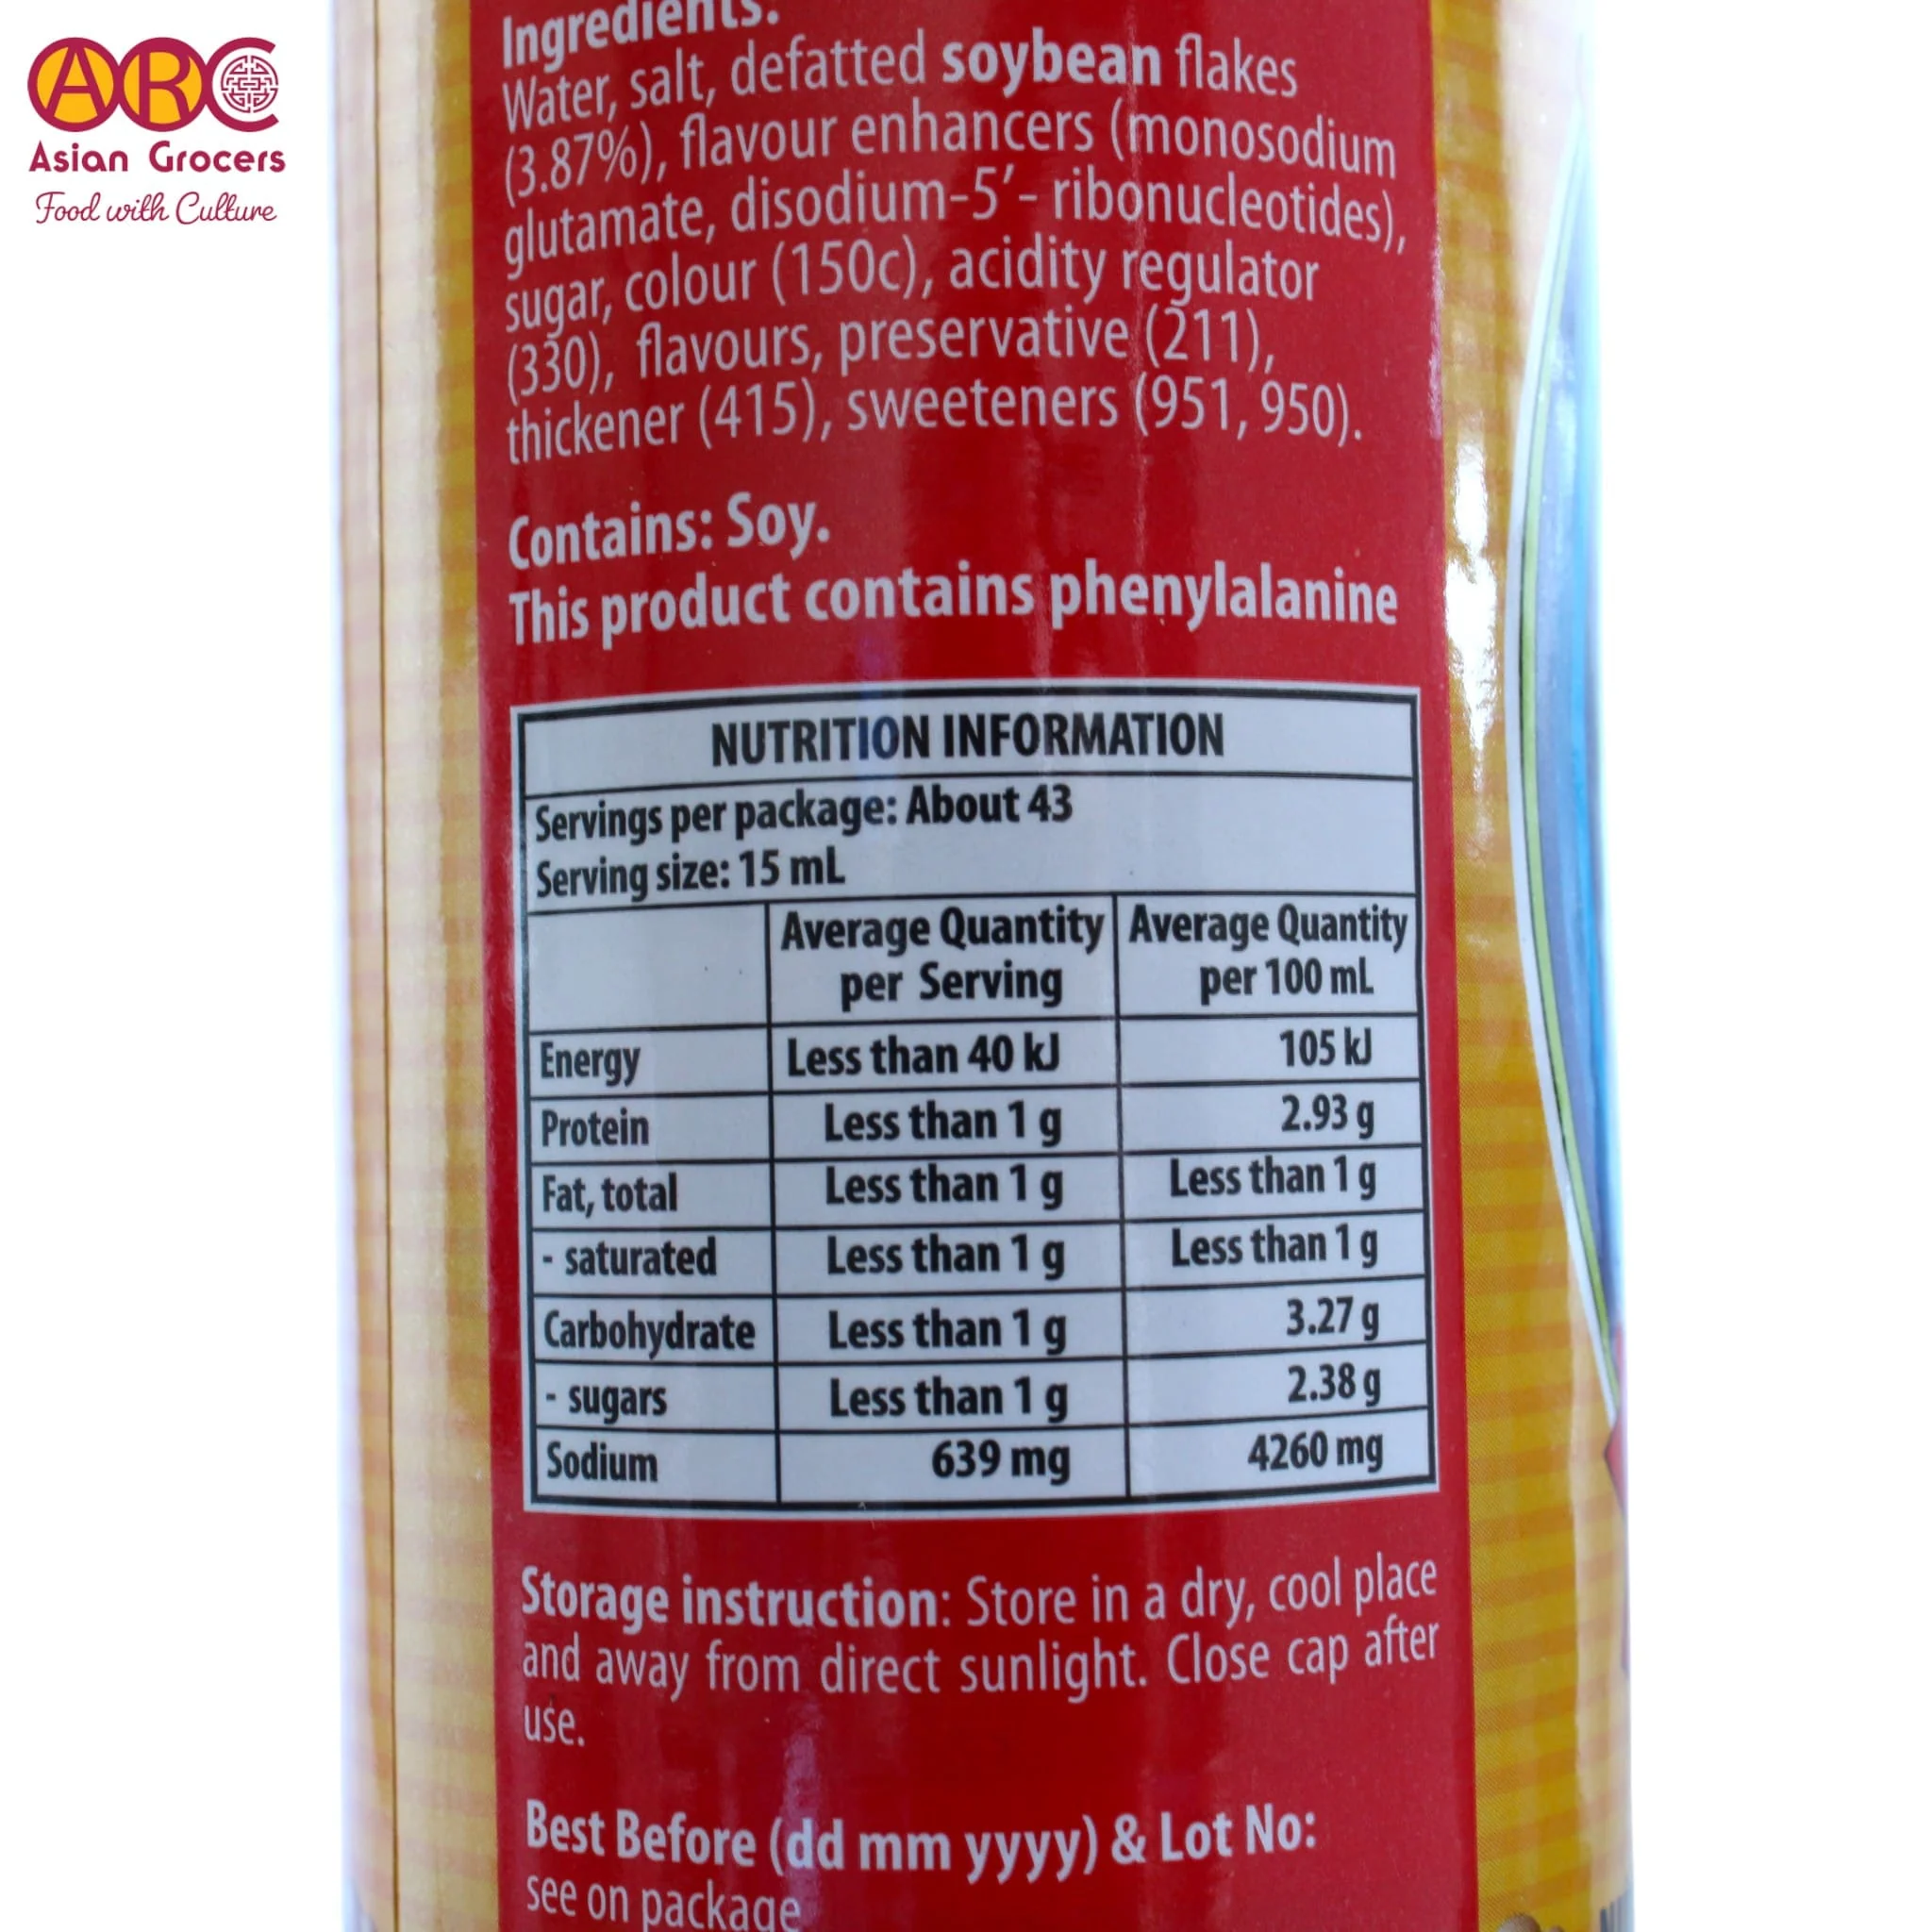 ARC
Asian Grocers
Food with Culture
Ingredients:
Water, salt, defatted soybean flakes
(3.87%), flavour enhancers (monosodium
glutamate, disodium-5'- ribonucleotides),
sugar, colour (150c), acidity regulator
(330), flavours, preservative (211),
thickener (415), sweeteners (951, 950).
Contains: Soy.
This product contains phenylalanine
NUTRITION INFORMATION
Servings per package: About 43
Serving size: 15 mL
Average Quantity per Serving Average Quantity per 100 mL
Energy Less than 40 kJ 105 kJ
Protein Less than 1 g 2.93 g
Fat, total Less than 1 g Less than 1 g
- saturated Less than 1 g Less than 1 g
Carbohydrate Less than 1 g 3.27 g
- sugars Less than 1 g 2.38 g
Sodium 639 mg 4260 mg
Storage instruction: Store in a dry, cool place
and away from direct sunlight. Close cap after
use.
Best Before (dd mm yyyy) & Lot No:
see on package